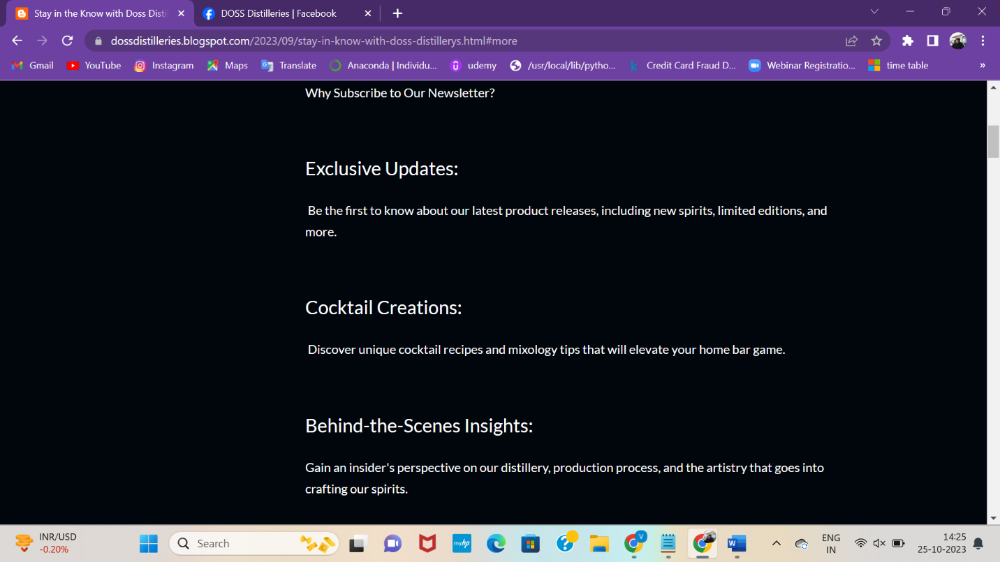 Stay in the Know with Doss Distil
DOSS Distilleries | Facebook
dossdistilleries.blogspot.com/2023/09/stay-in-know-with-doss-distillerys.html#more
Gmail YouTube Instagram Maps Translate Anaconda | Individu... udemy /usr/local/lib/pytho... Credit Card Fraud D... Webinar Registratio... time table »
Why Subscribe to Our Newsletter?
Exclusive Updates:
Be the first to know about our latest product releases, including new spirits, limited editions, and
more.
Cocktail Creations:
Discover unique cocktail recipes and mixology tips that will elevate your home bar game.
Behind-the-Scenes Insights:
Gain an insider's perspective on our distillery, production process, and the artistry that goes into
crafting our spirits.
INR/USD
-0.20%
Search
myhp
V
W
ENG
IN
14:25
25-10-2023